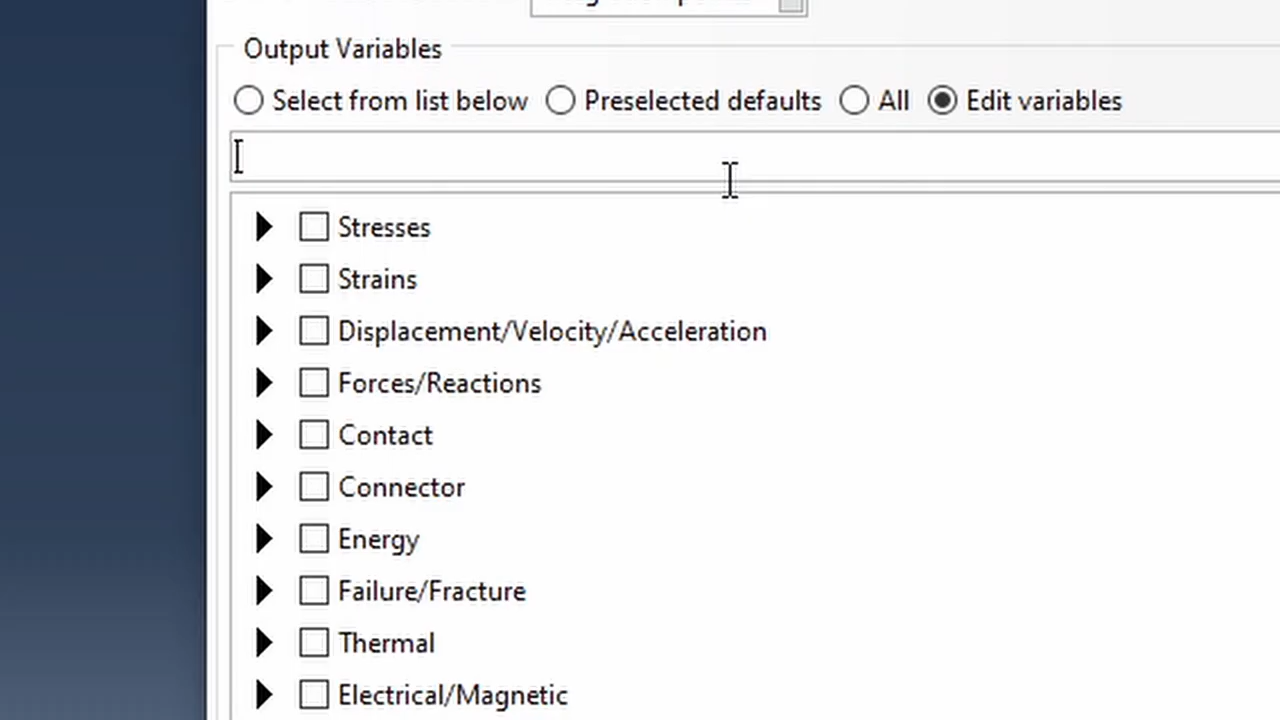 Output Variables
Select from list below Preselected defaults All Edit variables
Stresses
Strains
Displacement/Velocity/Acceleration
Forces/Reactions
Contact
Connector
Energy
Failure/Fracture
Thermal
Electrical/Magnetic